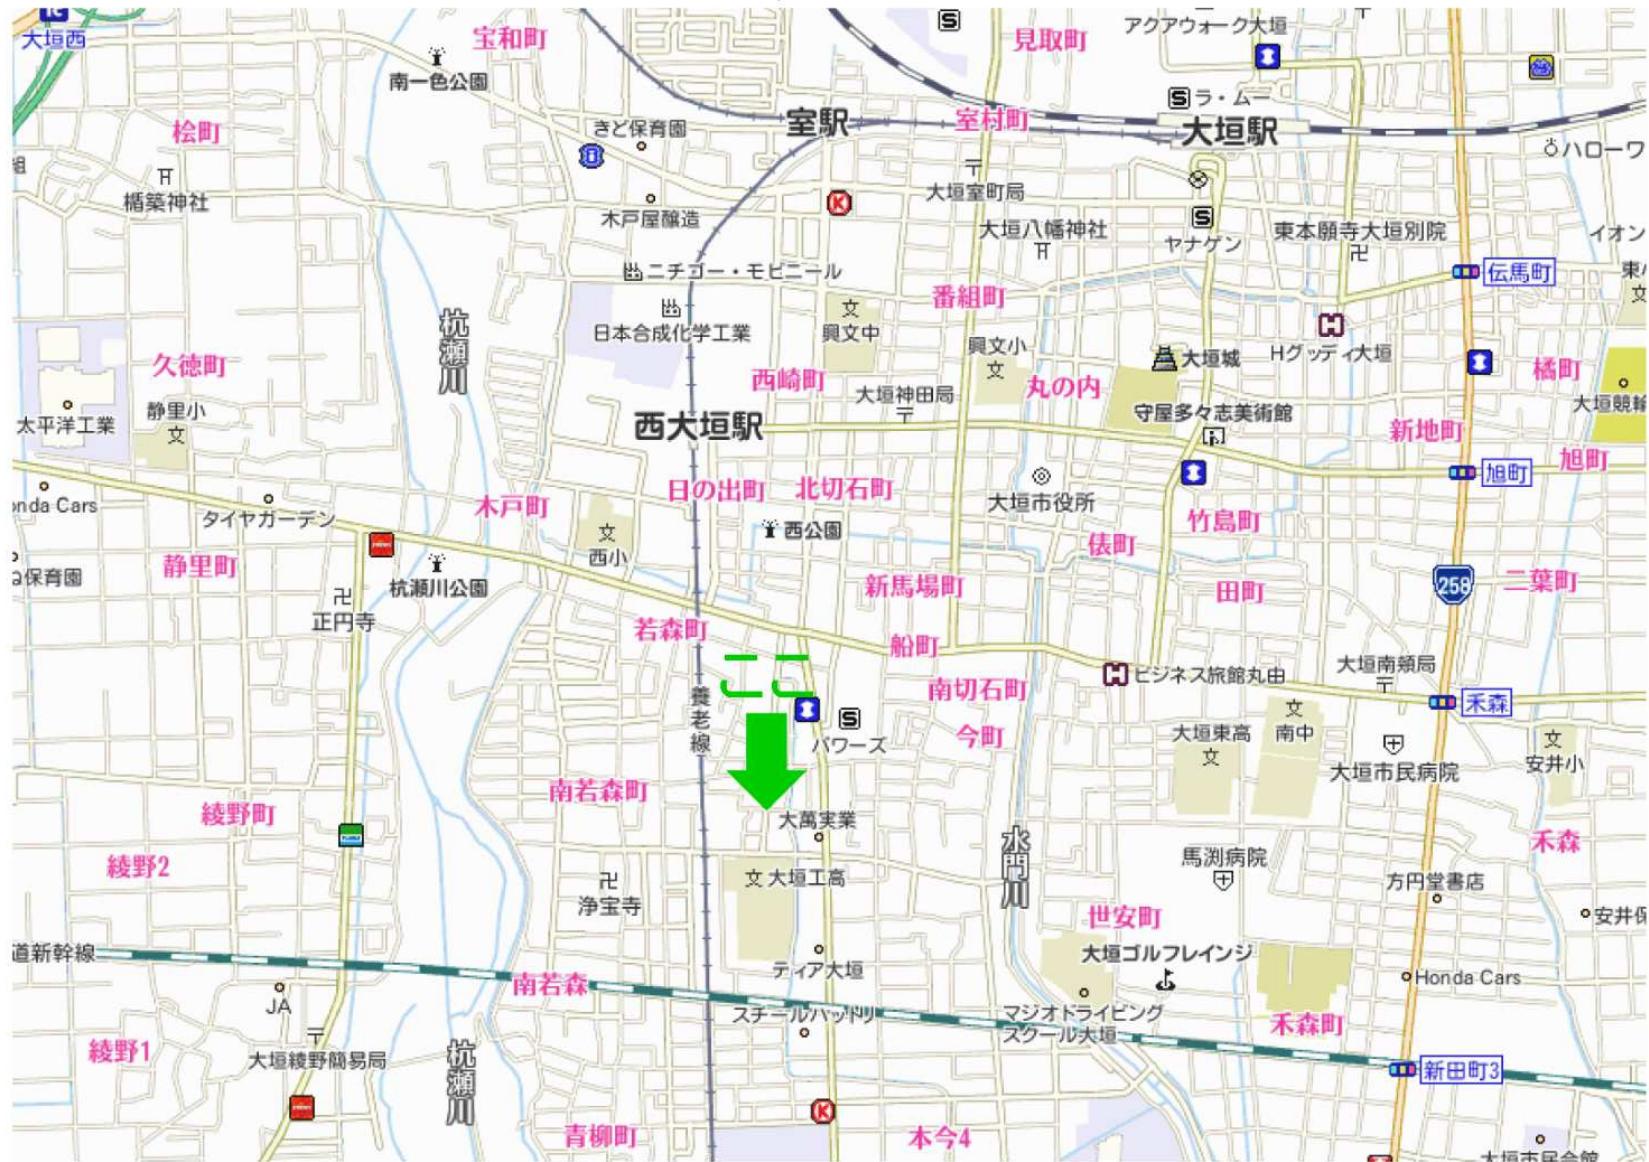 大垣西
宝和町
見取町
アクアウォーク大垣
南一色公園
ラ・ムー
桧町
きど保育園
室駅
室村町
大垣駅
ハローワ
組
楯築神社
大垣室町局
木戸屋醸造
大垣八幡神社
ヤナゲン
東本願寺大垣別院
イオン
ニチゴー・モビニール
伝馬町
番組町
杭瀬川
日本合成化学工業
興文中
興文小
大垣城
Hグッディ大垣
久徳町
西崎町
丸の内
橘町
大垣神田局
静里小
太平洋工業
守屋多々志美術館
大垣競輪
西大垣駅
新地町
旭町
旭町
日の出町
北切石町
木戸町
大垣市役所
onda Cars
タイヤガーデン
竹島町
西公園
俵町
西小
静里町
保育園
杭瀬川公園
新馬場町
田町
258
二葉町
正円寺
若森町
船町
大垣南頬局
ビジネス旅館丸由
南切石町
禾森
養老線
今町
大垣東高
南中
パワーズ
大垣市民病院
安井小
南若森町
綾野町
大萬実業
水門川
禾森
馬渕病院
綾野2
大垣工高
方円堂書店
浄宝寺
世安町
安井保
道新幹線
大垣ゴルフレインジ
ティア大垣
Honda Cars
南若森
JA
スチールハッドリ
マジオドライビング
スクール大垣
禾森町
綾野1
大垣綾野簡易局
杭瀬川
新田町3
青柳町
本今4
大垣市民会館